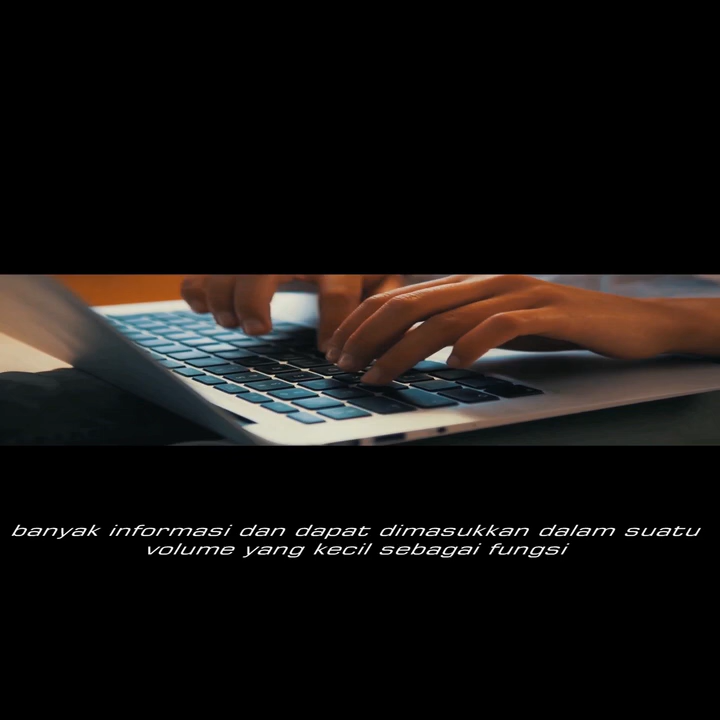 banyak informasi dan dapat dimasukkan dalam suatu
volume yang kecil sebagai fungsi